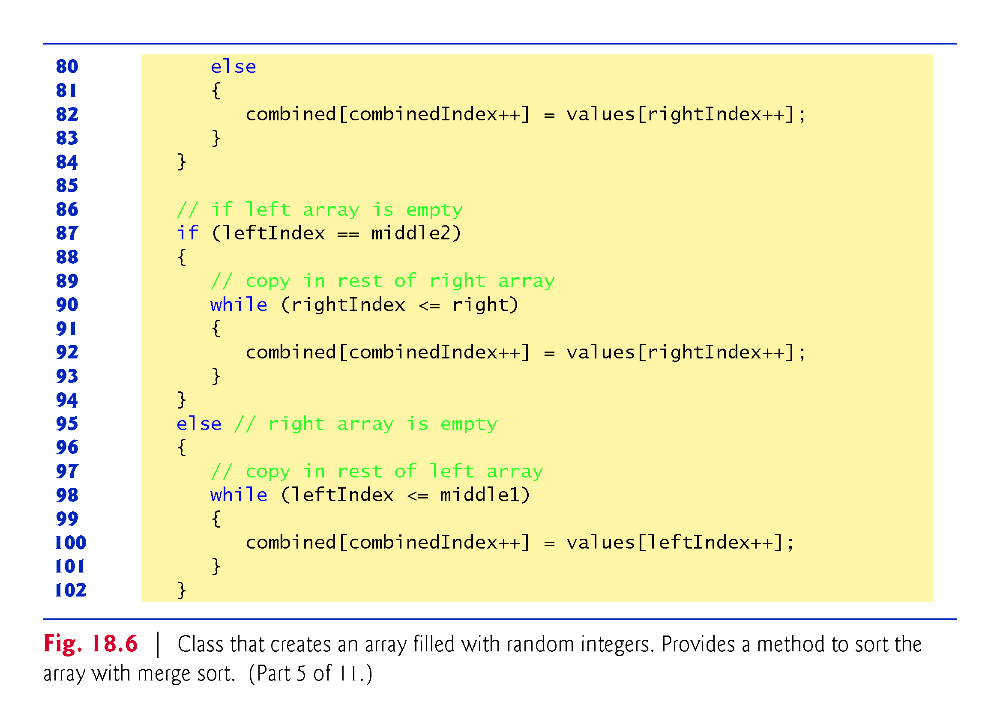 80            else
81            {
82               combined[combinedIndex++] = values[rightIndex++];
83            }
84         }
85
86         // if left array is empty
87         if (leftIndex == middle2)
88         {
89            // copy in rest of right array
90            while (rightIndex <= right)
91            {
92               combined[combinedIndex++] = values[rightIndex++];
93            }
94         }
95         else // right array is empty
96         {
97            // copy in rest of left array
98            while (leftIndex <= middle1)
99            {
100              combined[combinedIndex++] = values[leftIndex++];
101           }
102        }
Fig. 18.6 | Class that creates an array filled with random integers. Provides a method to sort the
array with merge sort. (Part 5 of 11.)